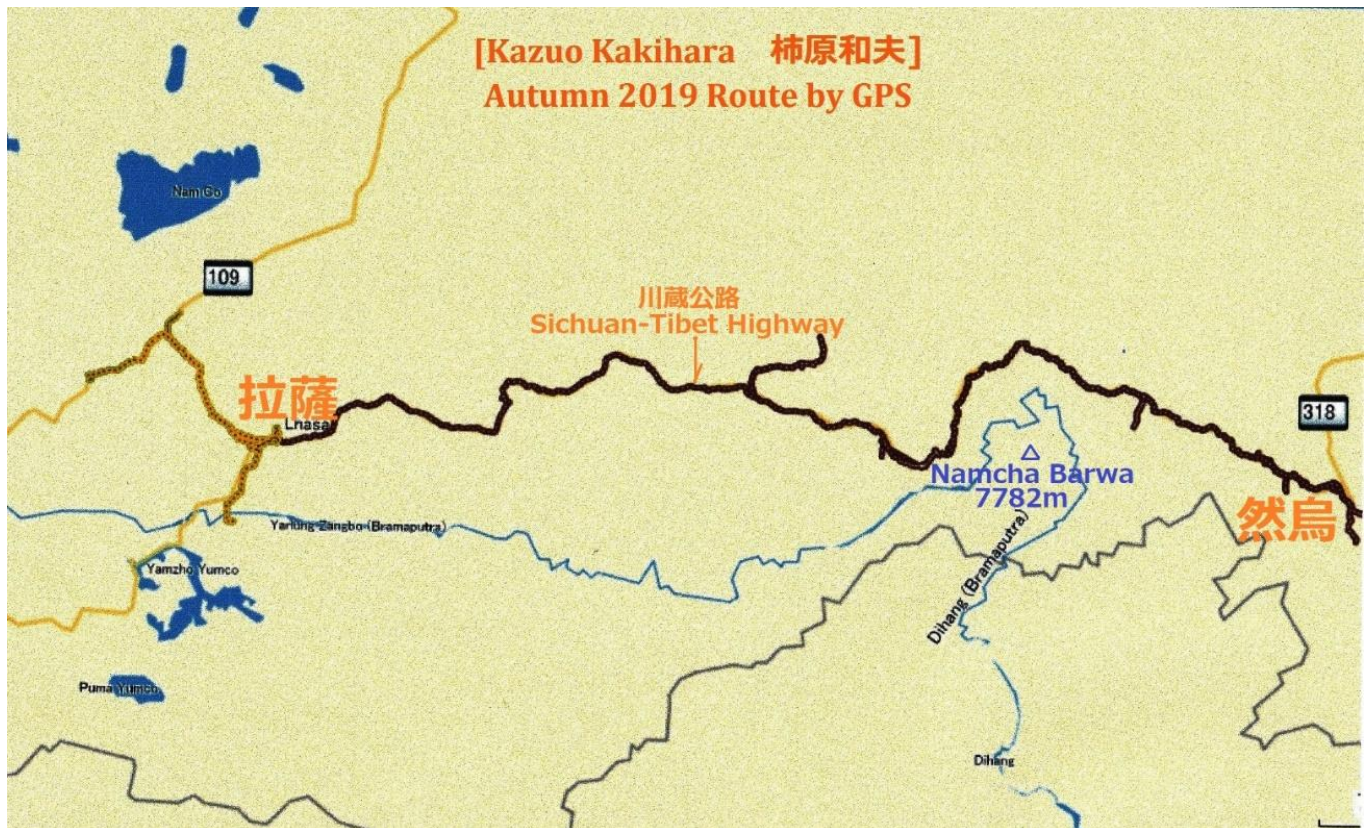 [Kazuo Kakihara　柿原和夫]
Autumn 2019 Route by GPS
Nam Co
109
川蔵公路
Sichuan-Tibet Highway
拉薩
Lhasa
318
Namcha Barwa
7782m
然烏
Yarlung Zangbo (Bramaputra)
Yamzho Yumco
Dihang (Bramaputra)
Puma Yumco
Dihang